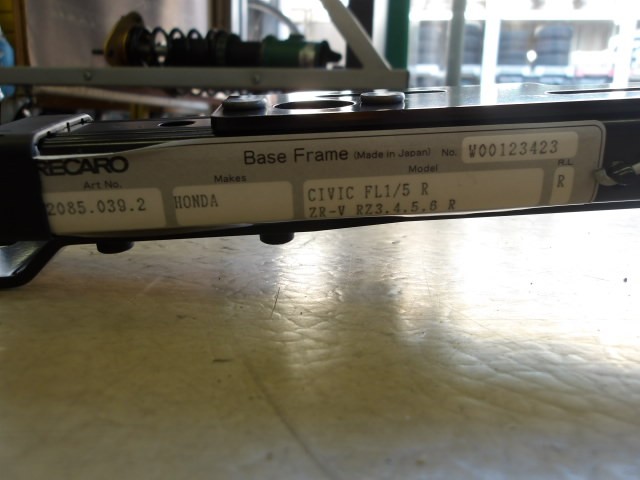 RECARO Base Frame (Made in Japan) No. W00123423
Art No. Makes Model R.L.
2085.039.2 HONDA CIVIC FL1/5 R R
ZR-V RZ3.4.5.6 R